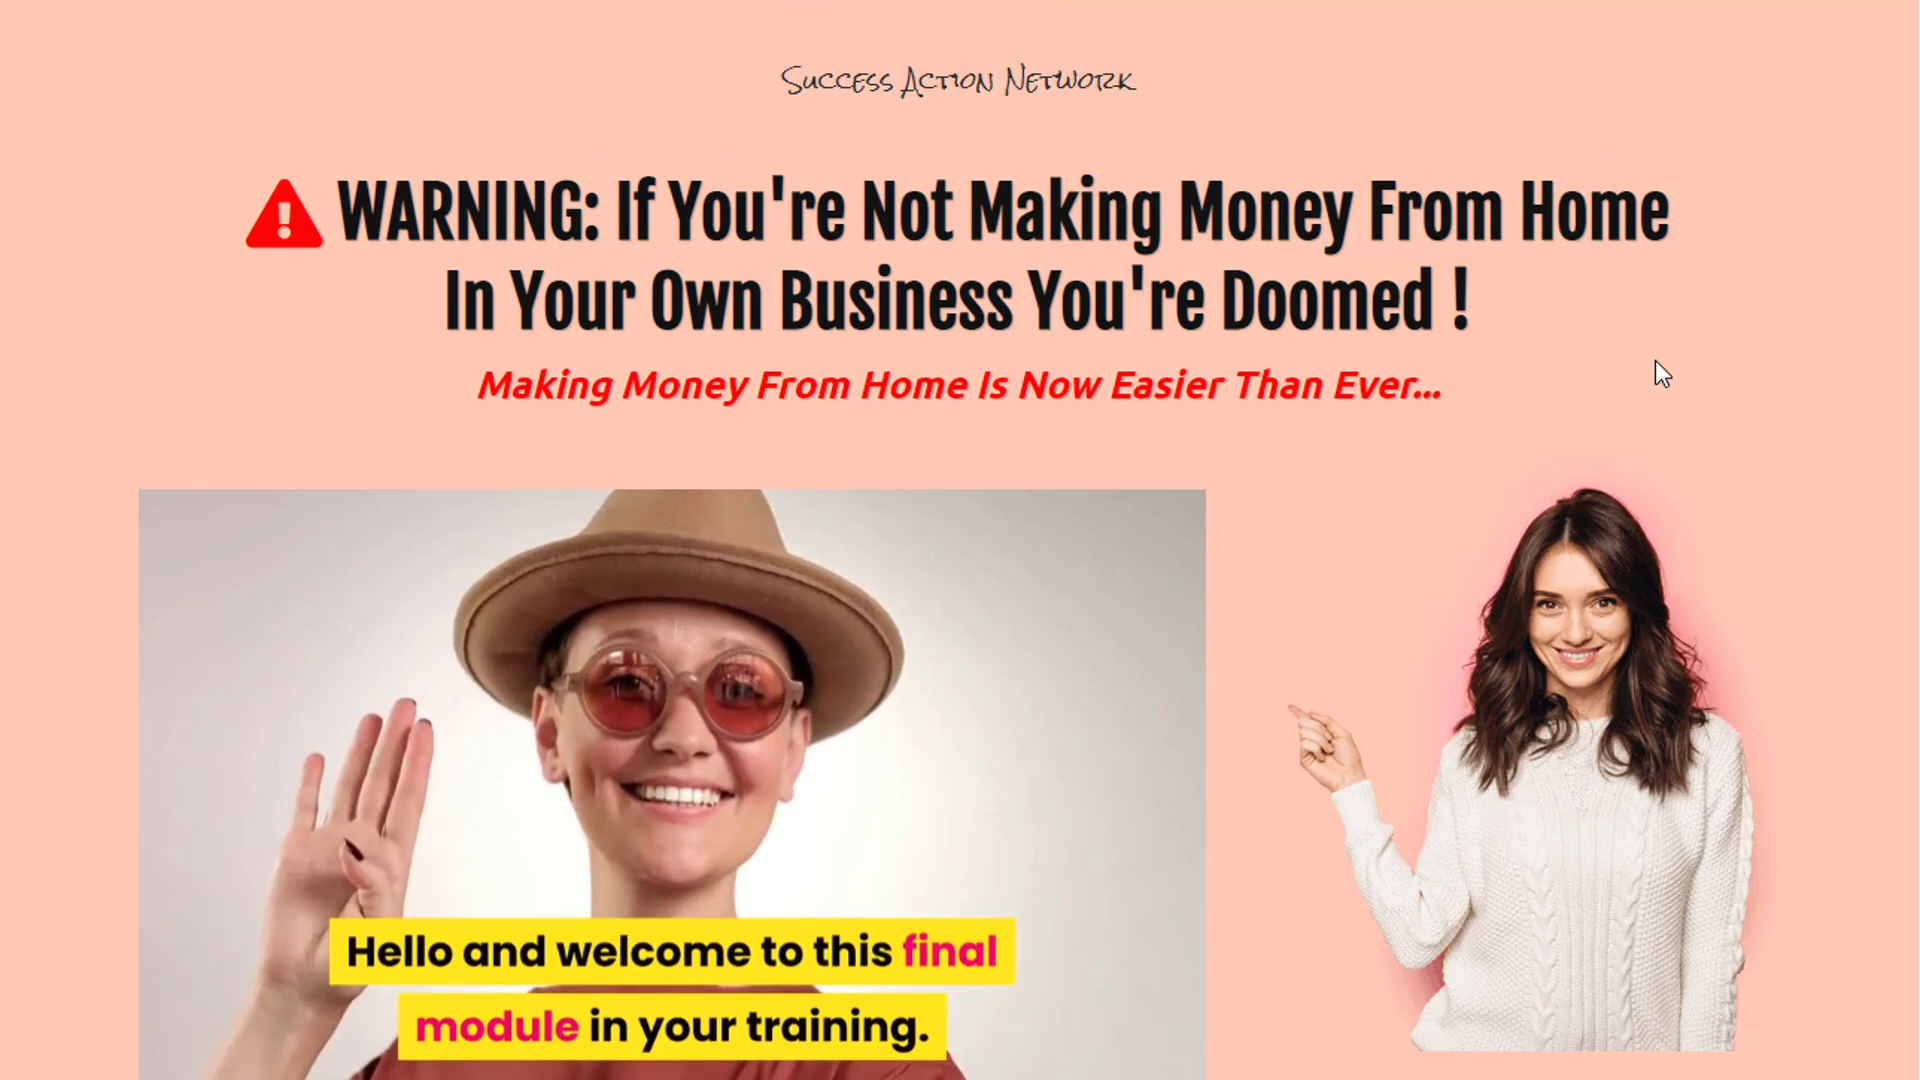 Success Action Network
WARNING: If You're Not Making Money From Home
In Your Own Business You're Doomed !
Making Money From Home Is Now Easier Than Ever...
Hello and welcome to this final
module in your training.